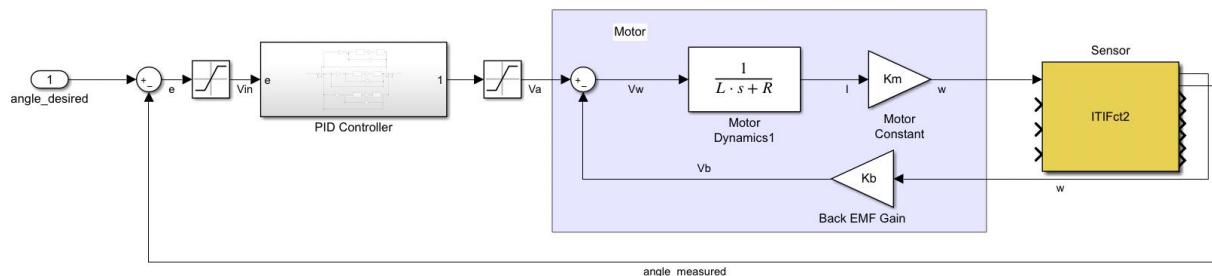 Motor
Sensor
1
angle_desired
+
−
e
Vin
e
1
PID Controller
Va
+
−
Vw
1
L · s + R
Motor
Dynamics1
I
Km
Motor
Constant
w
ITIFct2
Vb
Kb
Back EMF Gain
w
angle_measured